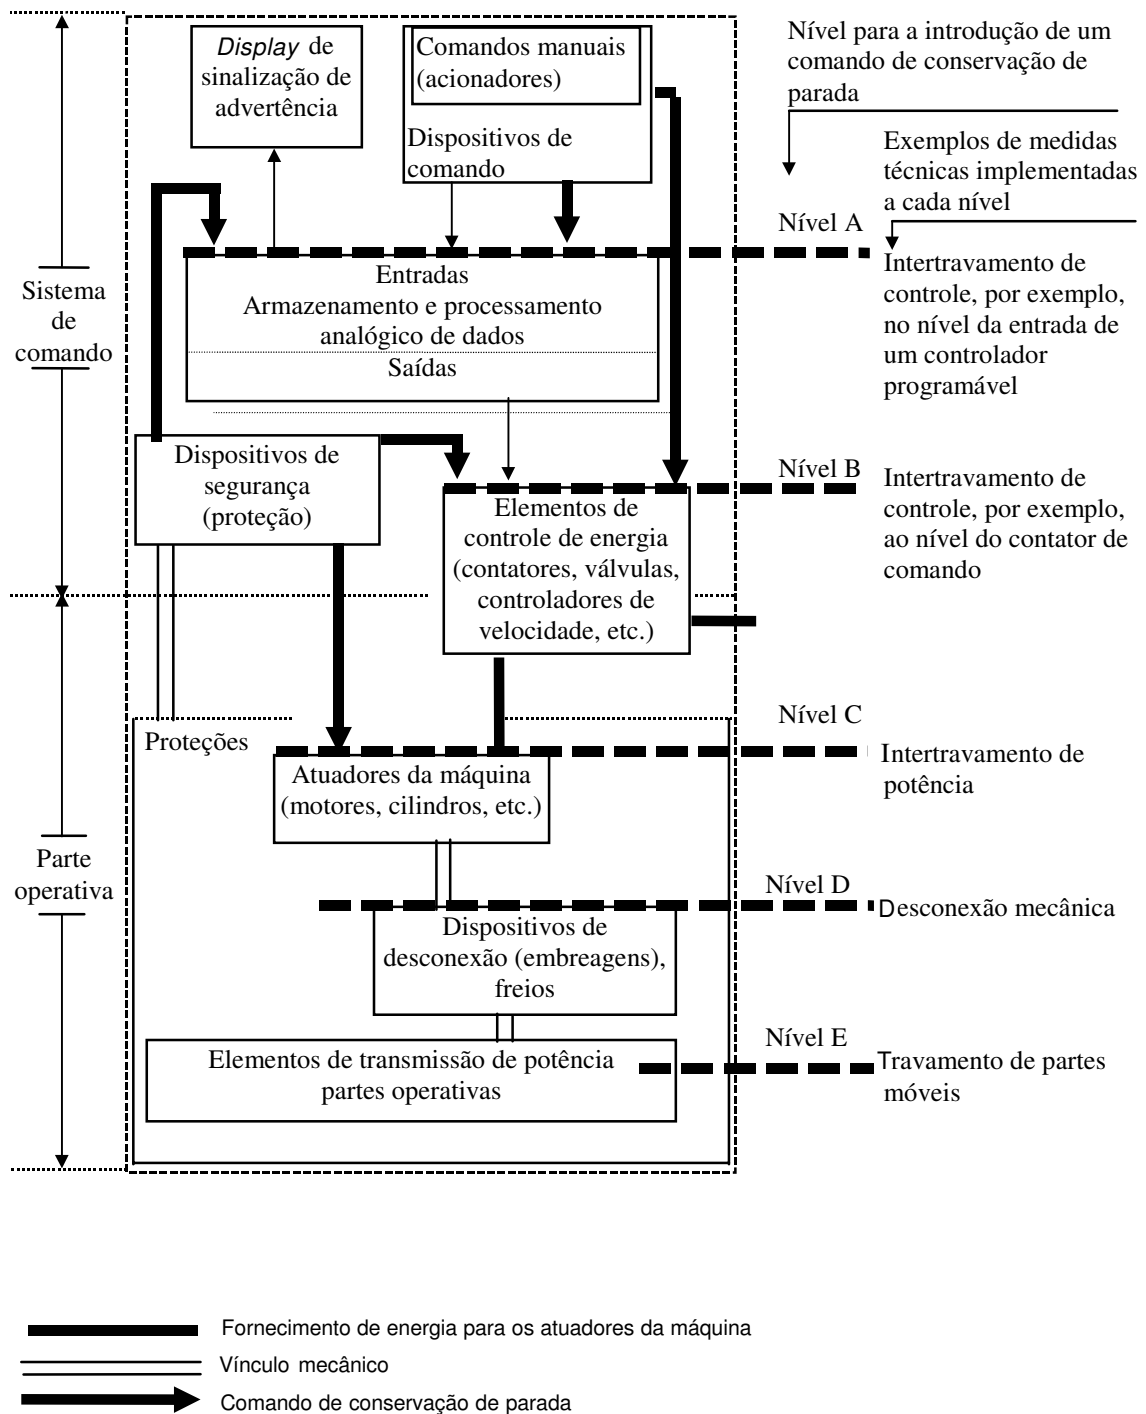 Display de
sinalização de
advertência
Comandos manuais
(acionadores)
Dispositivos de
comando
Nível para a introdução de um
comando de conservação de
parada
Exemplos de medidas
técnicas implementadas
a cada nível
Nível A
Sistema
de
comando
Entradas
Armazenamento e processamento
analógico de dados
Saídas
Intertravamento de
controle, por exemplo,
no nível da entrada de
um controlador
programável
Dispositivos de
segurança
(proteção)
Nível B
Elementos de
controle de energia
(contatores, válvulas,
controladores de
velocidade, etc.)
Intertravamento de
controle, por exemplo,
ao nível do contator de
comando
Nível C
Proteções
Atuadores da máquina
(motores, cilindros, etc.)
Intertravamento de
potência
Parte
operativa
Nível D
Dispositivos de
desconexão (embreagens),
freios
Desconexão mecânica
Nível E
Elementos de transmissão de potência
partes operativas
Travamento de partes
móveis
Fornecimento de energia para os atuadores da máquina
Vínculo mecânico
Comando de conservação de parada